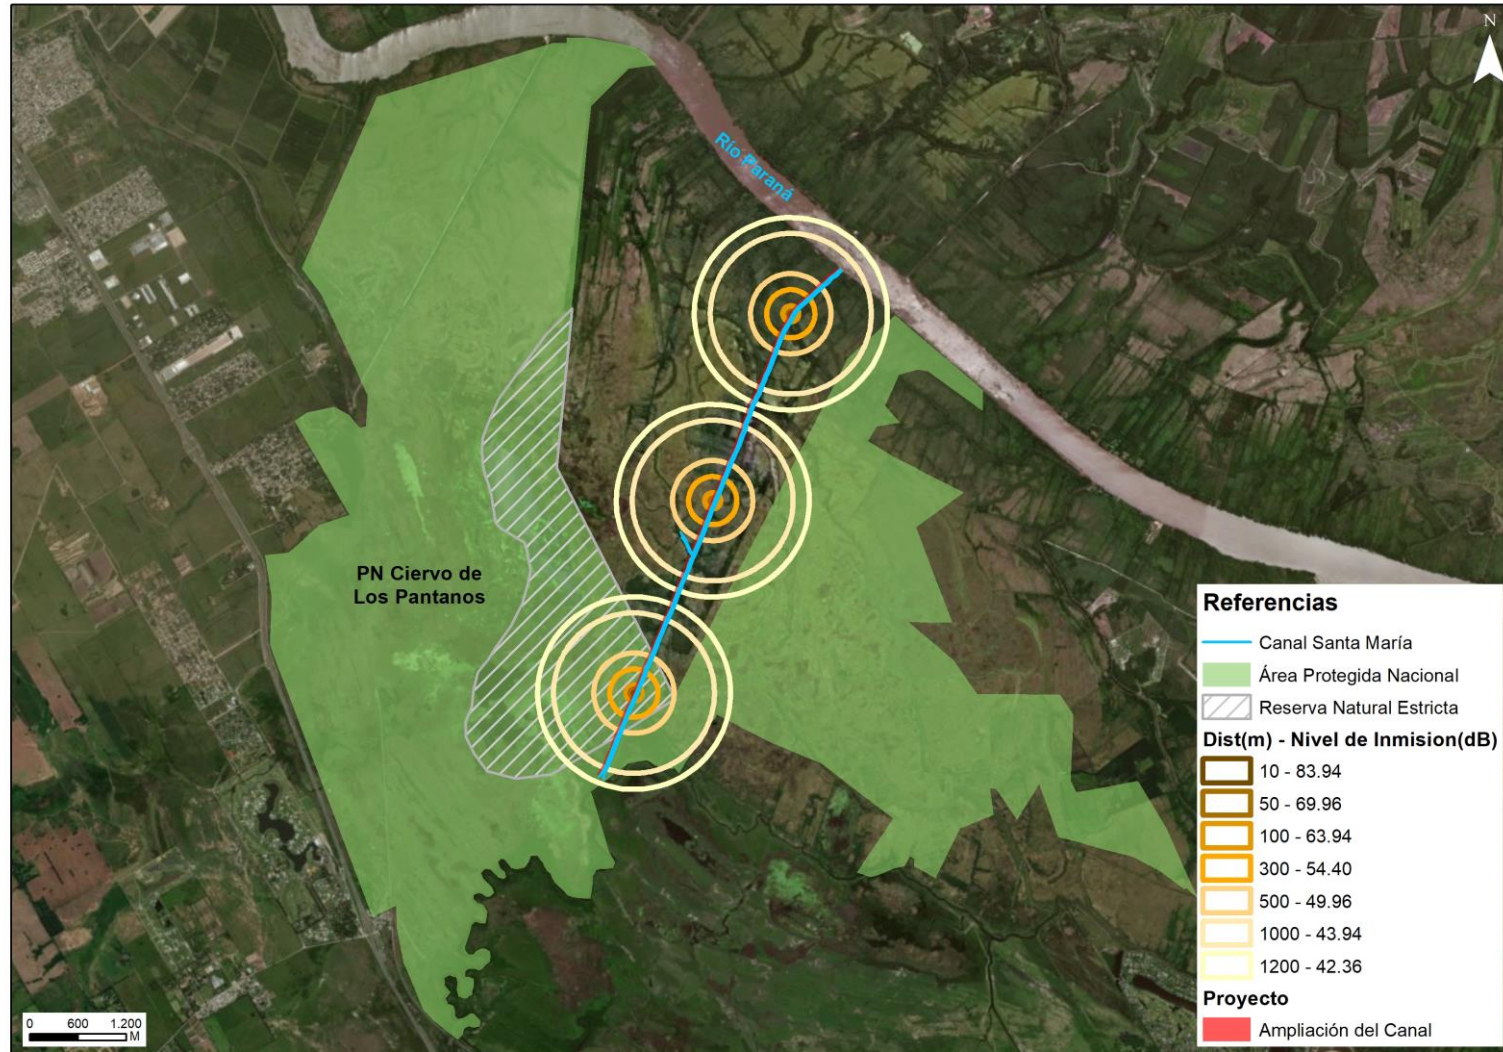 N
Río Paraná
PN Ciervo de
Los Pantanos
Referencias
Canal Santa María
Área Protegida Nacional
Reserva Natural Estricta
Dist(m) - Nivel de Inmision(dB)
10 - 83.94
50 - 69.96
100 - 63.94
300 - 54.40
500 - 49.96
1000 - 43.94
1200 - 42.36
Proyecto
Ampliación del Canal
0 600 1.200
M